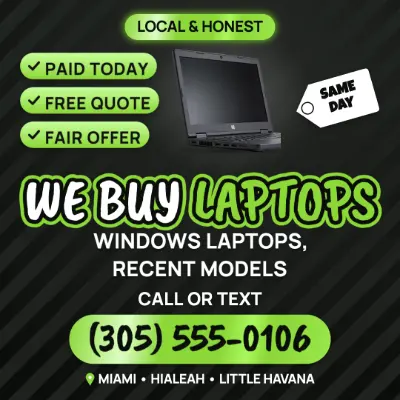 LOCAL & HONEST
PAID TODAY
FREE QUOTE
FAIR OFFER
SAME
DAY
WE BUY LAPTOPS
WINDOWS LAPTOPS,
RECENT MODELS
CALL OR TEXT
(305) 555-0106
MIAMI • HIALEAH • LITTLE HAVANA